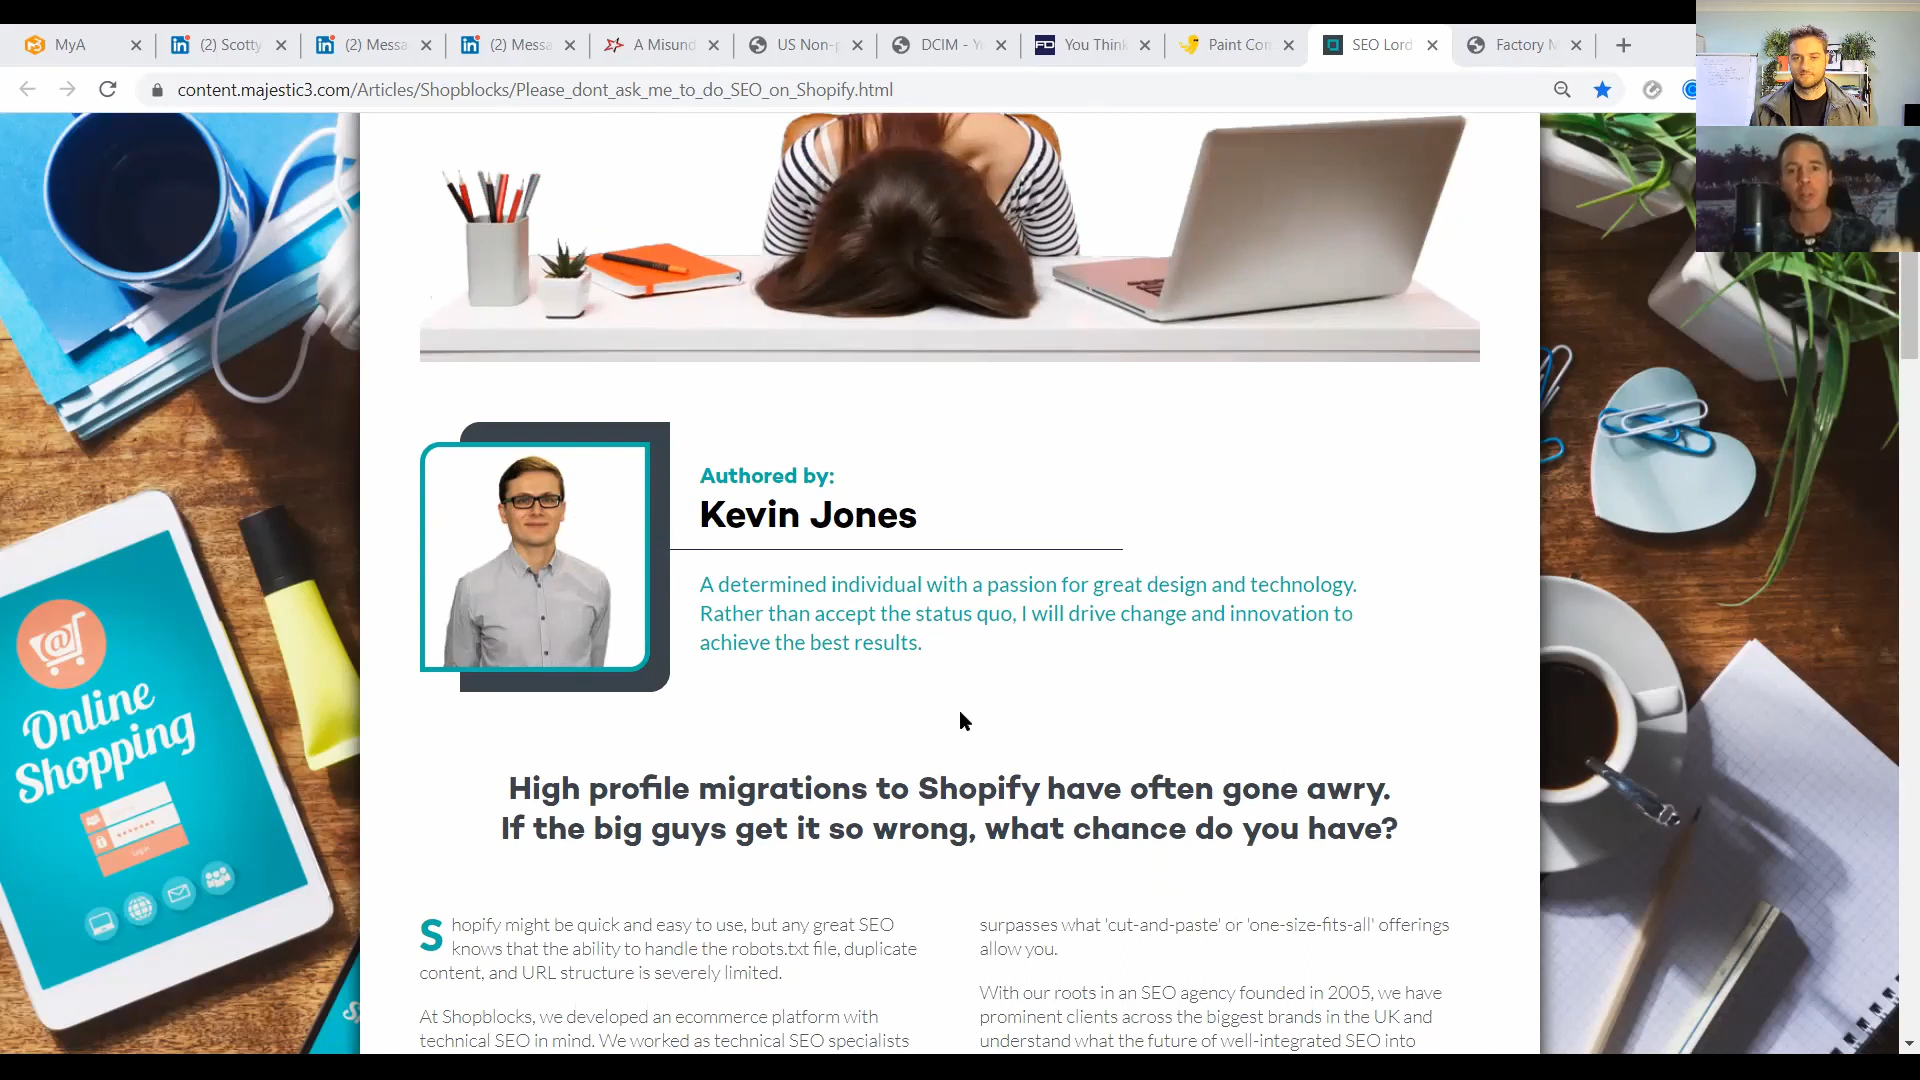 MyA
(2) Scotty
(2) Messa
(2) Messa
A Misund
US Non-p
DCIM - Y
FD
You Think
Paint Con
SEO Lord
Factory M
content.majestic3.com/Articles/Shopblocks/Please_dont_ask_me_to_do_SEO_on_Shopify.html
Authored by:
Kevin Jones
A determined individual with a passion for great design and technology.
Rather than accept the status quo, I will drive change and innovation to
achieve the best results.
@
Online
Shopping
Log in
High profile migrations to Shopify have often gone awry.
If the big guys get it so wrong, what chance do you have?
Shopify might be quick and easy to use, but any great SEO
knows that the ability to handle the robots.txt file, duplicate
content, and URL structure is severely limited.
At Shopblocks, we developed an ecommerce platform with
technical SEO in mind. We worked as technical SEO specialists
surpasses what 'cut-and-paste' or 'one-size-fits-all' offerings
allow you.
With our roots in an SEO agency founded in 2005, we have
prominent clients across the biggest brands in the UK and
understand what the future of well-integrated SEO into